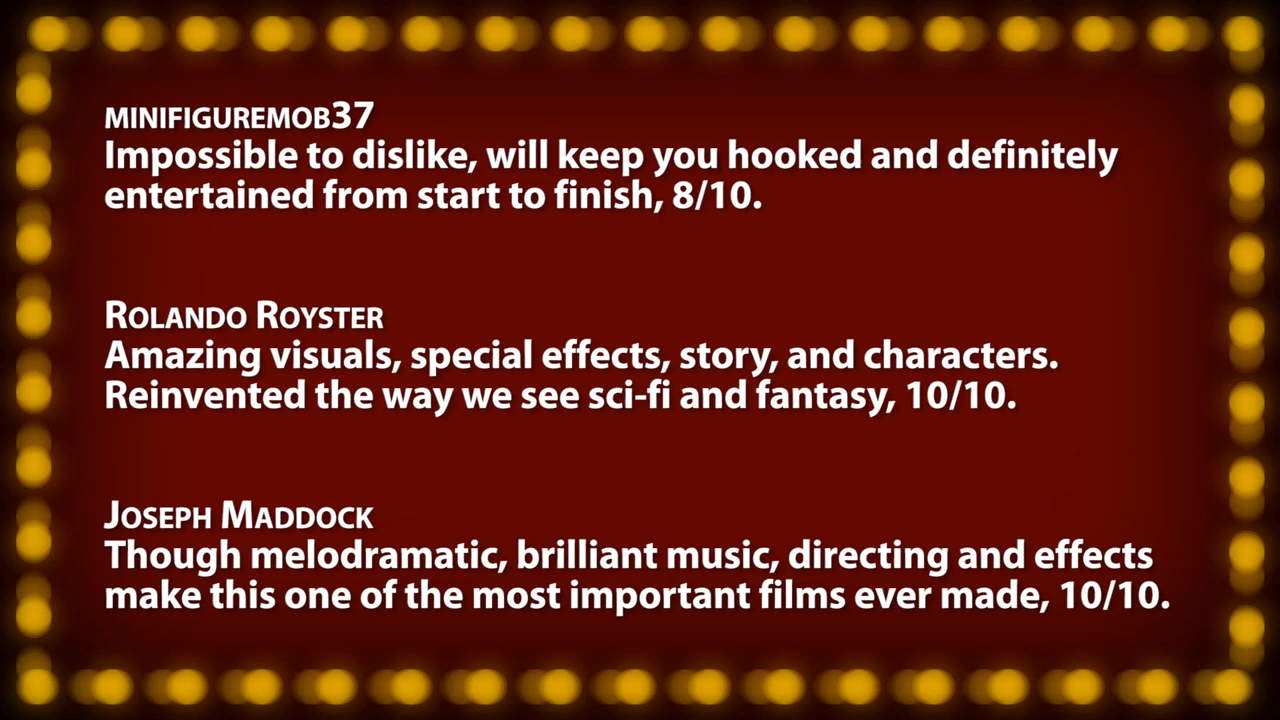 MINIFIGUREMOB37
Impossible to dislike, will keep you hooked and definitely
entertained from start to finish, 8/10.
ROLANDO ROYSTER
Amazing visuals, special effects, story, and characters.
Reinvented the way we see sci-fi and fantasy, 10/10.
JOSEPH MADDOCK
Though melodramatic, brilliant music, directing and effects
make this one of the most important films ever made, 10/10.